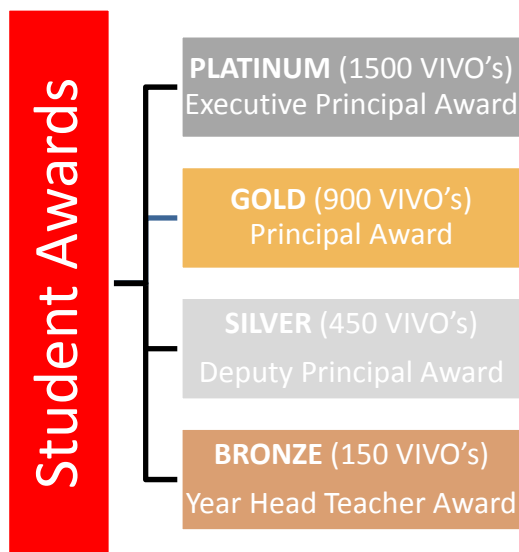 Student Awards
PLATINUM (1500 VIVO’s)
Executive Principal Award
GOLD (900 VIVO’s)
Principal Award
SILVER (450 VIVO’s)
Deputy Principal Award
BRONZE (150 VIVO’s)
Year Head Teacher Award